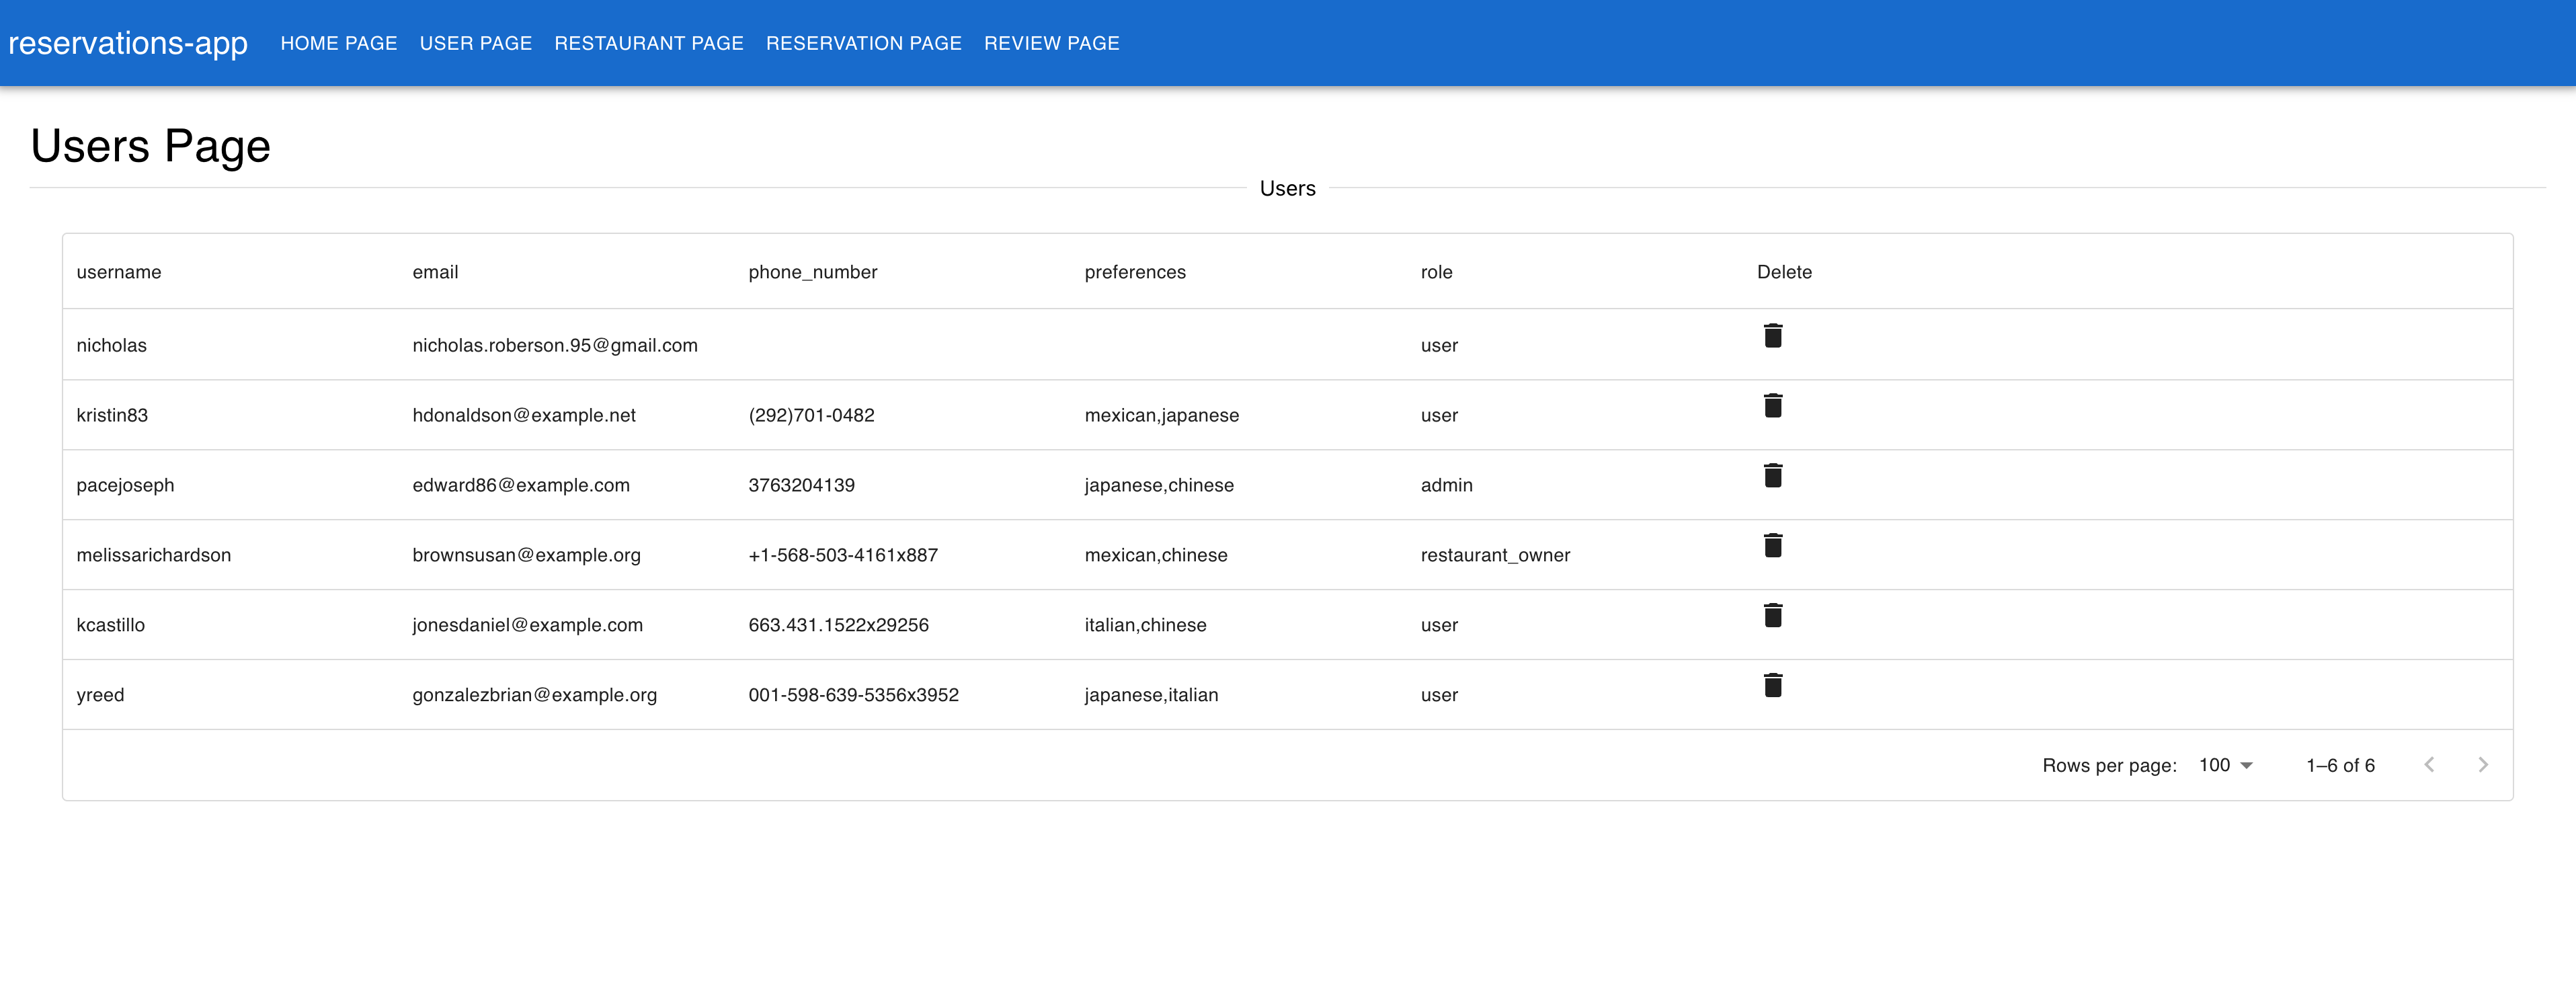 reservations-app HOME PAGE USER PAGE RESTAURANT PAGE RESERVATION PAGE REVIEW PAGE
Users Page
Users
username email phone_number preferences role Delete
nicholas nicholas.roberson.95@gmail.com user
kristin83 hdonaldson@example.net (292)701-0482 mexican,japanese user
pacejoseph edward86@example.com 3763204139 japanese,chinese admin
melissarichardson brownsusan@example.org +1-568-503-4161x887 mexican,chinese restaurant_owner
kcastillo jonesdaniel@example.com 663.431.1522x29256 italian,chinese user
yreed gonzalezbrian@example.org 001-598-639-5356x3952 japanese,italian user
Rows per page: 100 1–6 of 6